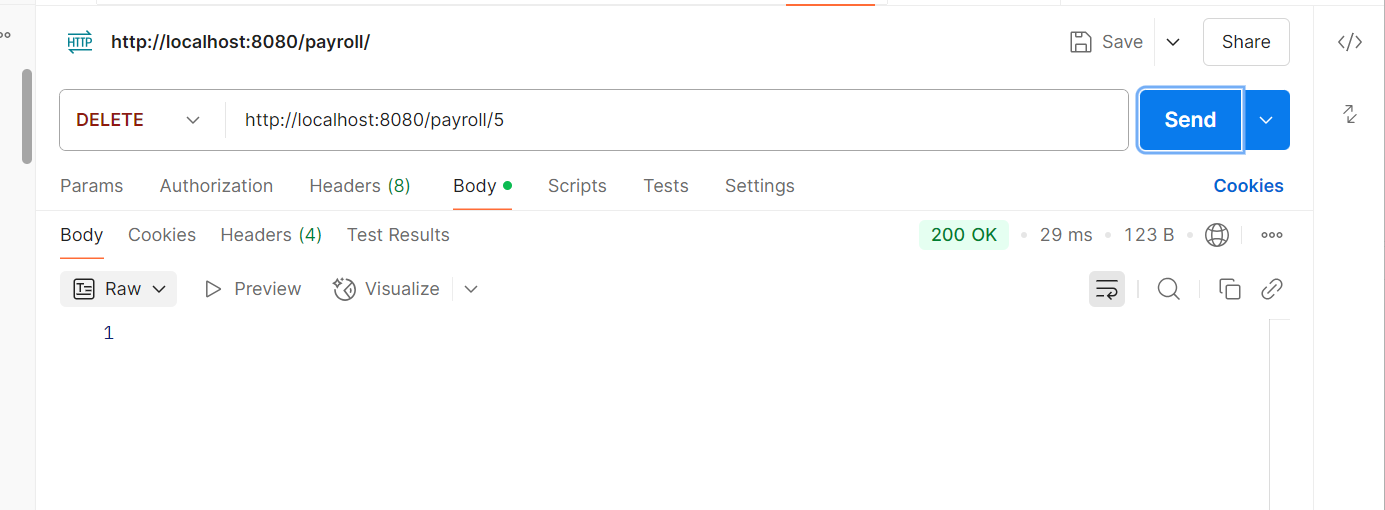 HTTP http://localhost:8080/payroll/ Save Share
DELETE http://localhost:8080/payroll/5 Send
Params Authorization Headers (8) Body Scripts Tests Settings Cookies
Body Cookies Headers (4) Test Results 200 OK • 29 ms • 123 B •
Raw Preview Visualize
1